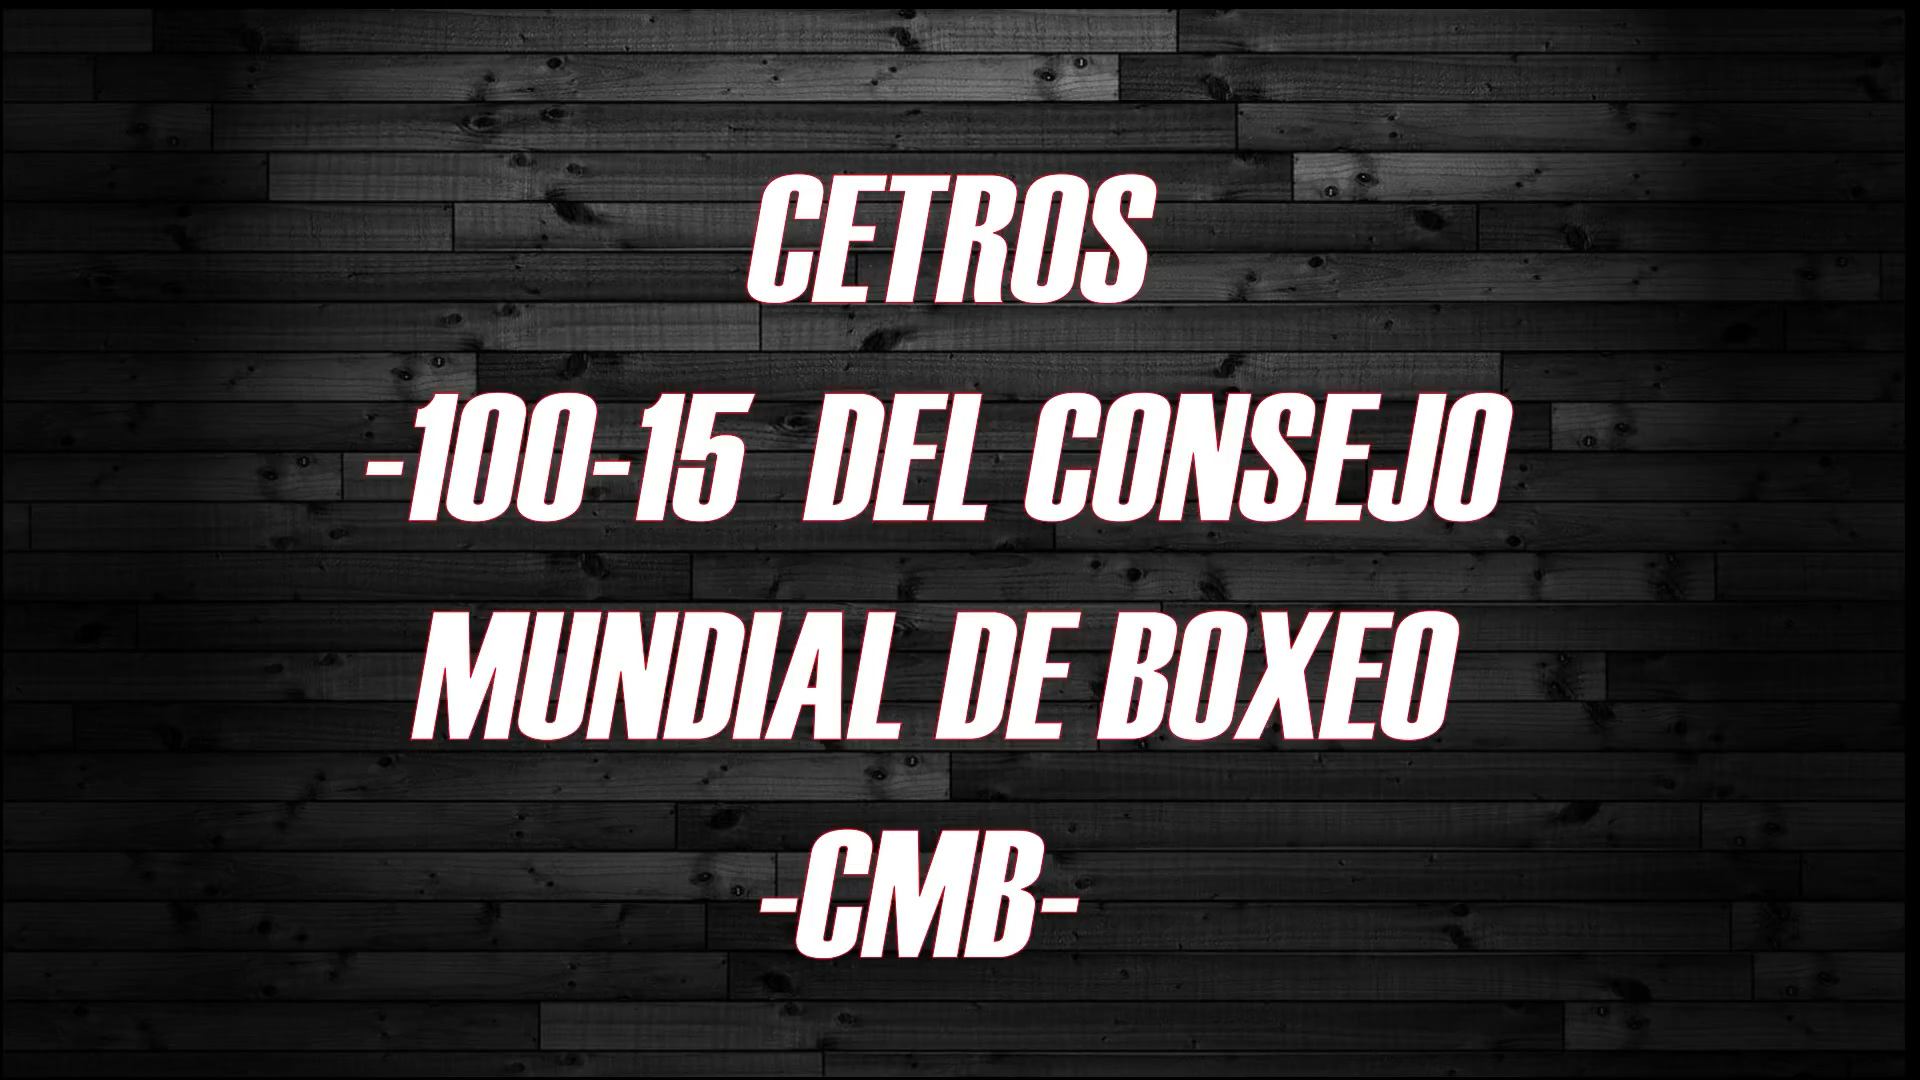 CETROS
-100-15 DEL CONSEJO
MUNDIAL DE BOXEO
-CMB-